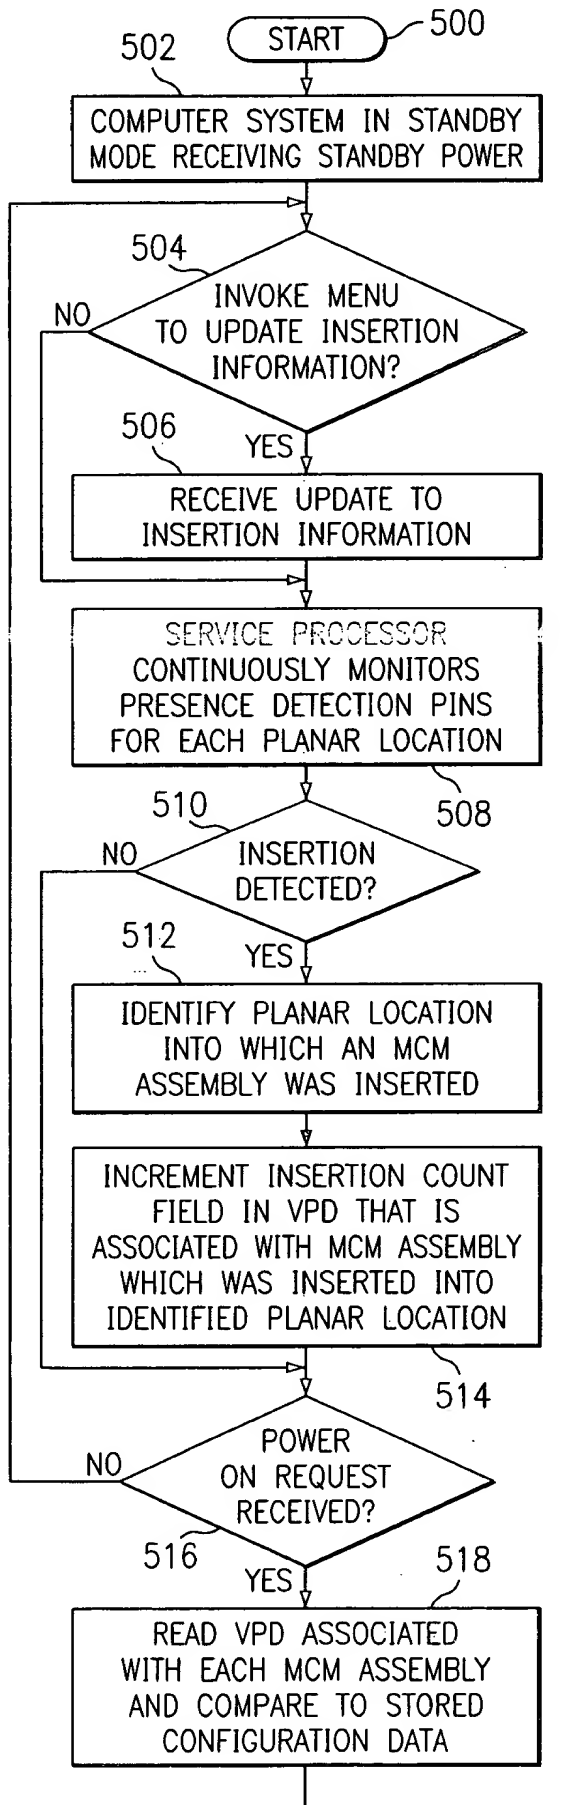 START
500
502
COMPUTER SYSTEM IN STANDBY
MODE RECEIVING STANDBY POWER
504
INVOKE MENU
TO UPDATE INSERTION
INFORMATION?
NO
506
YES
RECEIVE UPDATE TO
INSERTION INFORMATION
SERVICE PROCESSOR
CONTINUOUSLY MONITORS
PRESENCE DETECTION PINS
FOR EACH PLANAR LOCATION
508
510
INSERTION
DETECTED?
NO
512
YES
IDENTIFY PLANAR LOCATION
INTO WHICH AN MCM
ASSEMBLY WAS INSERTED
INCREMENT INSERTION COUNT
FIELD IN VPD THAT IS
ASSOCIATED WITH MCM ASSEMBLY
WHICH WAS INSERTED INTO
IDENTIFIED PLANAR LOCATION
514
POWER
ON REQUEST
RECEIVED?
NO
516
YES
518
READ VPD ASSOCIATED
WITH EACH MCM ASSEMBLY
AND COMPARE TO STORED
CONFIGURATION DATA